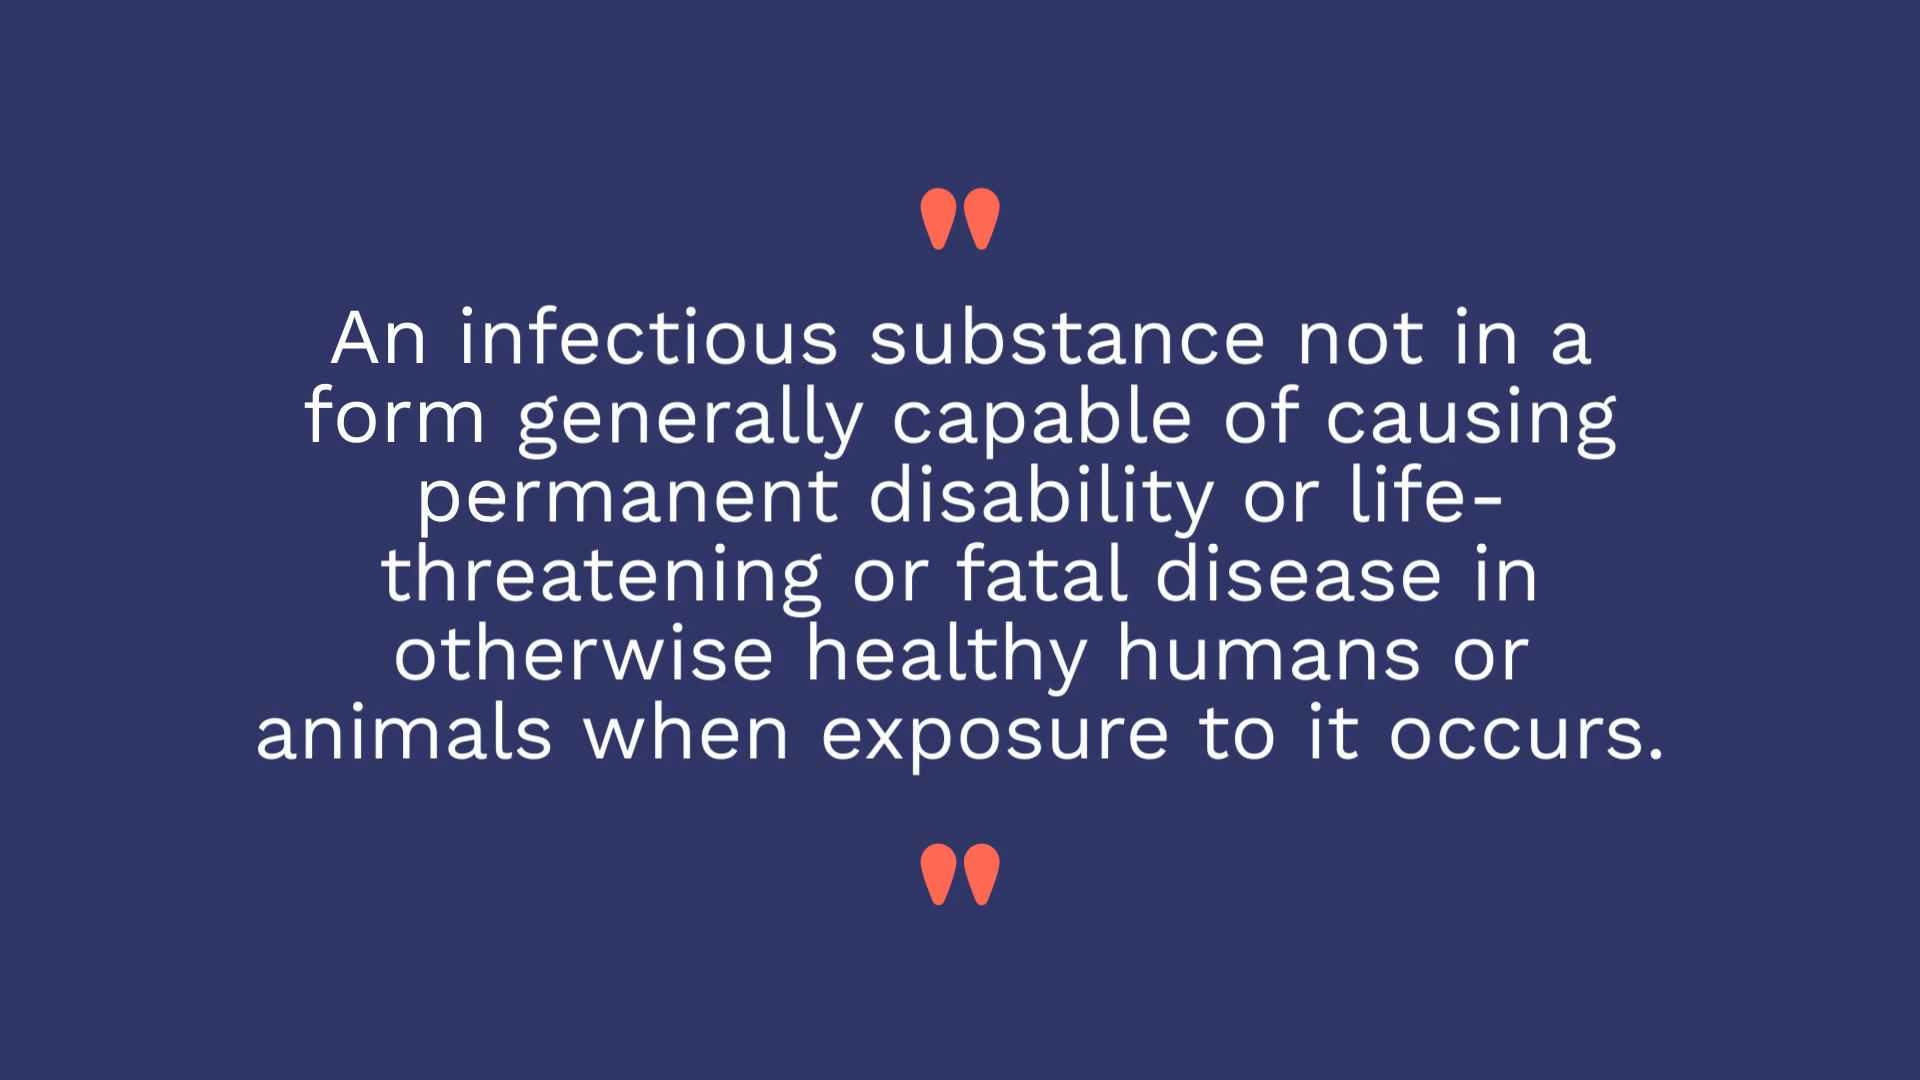 "
An infectious substance not in a
form generally capable of causing
permanent disability or life-
threatening or fatal disease in
otherwise healthy humans or
animals when exposure to it occurs.
"